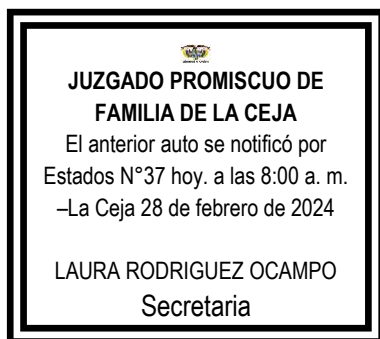 JUZGADO PROMISCUO DE
FAMILIA DE LA CEJA
El anterior auto se notificó por
Estados N°37 hoy. a las 8:00 a. m.
–La Ceja 28 de febrero de 2024
LAURA RODRIGUEZ OCAMPO
Secretaria